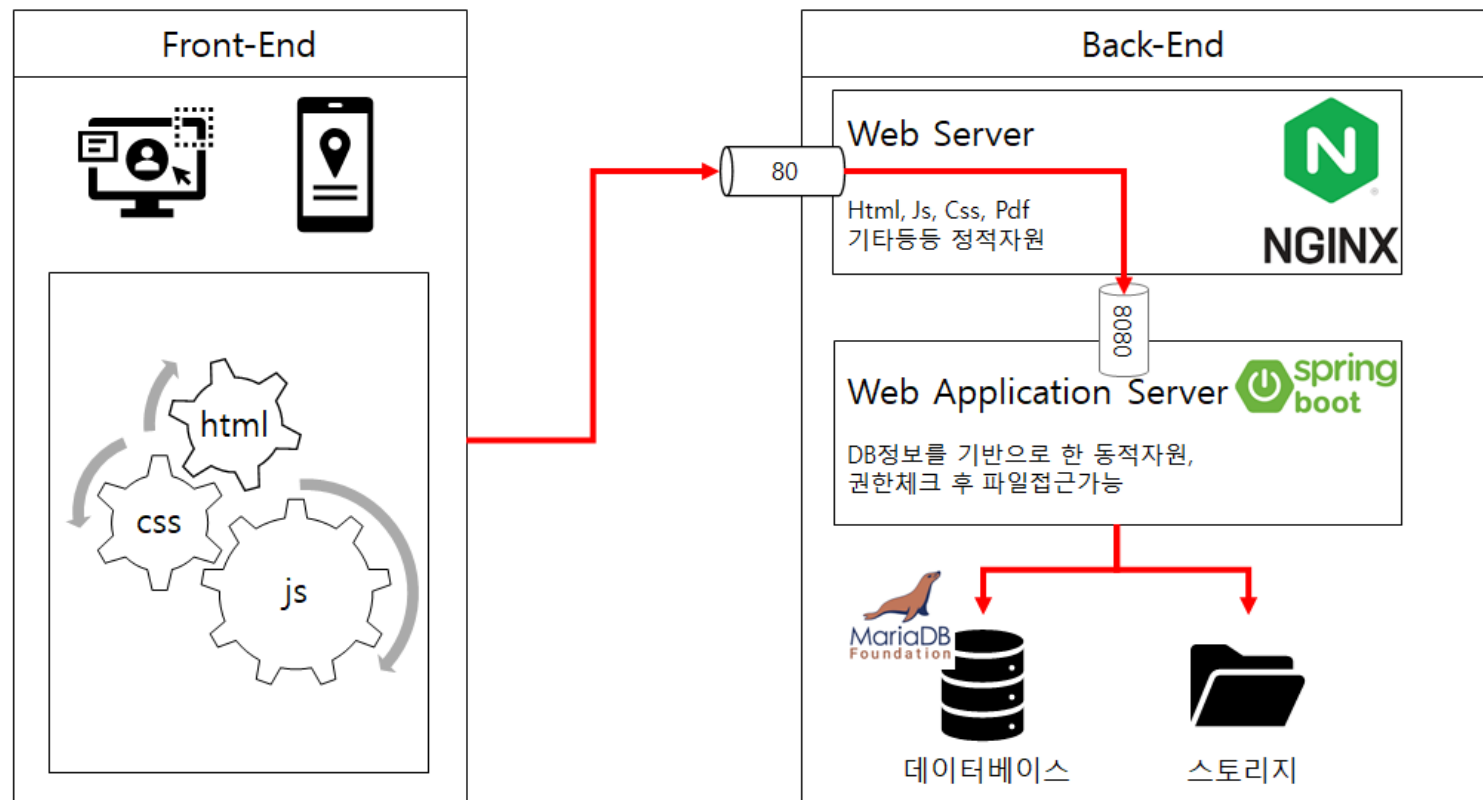 Front-End
html
css
js
Back-End
80
Web Server
Html, Js, Css, Pdf
기타등등 정적자원
N
NGINX
8080
Web Application Server
spring
boot
DB정보를 기반으로 한 동적자원,
권한체크 후 파일접근가능
MariaDB
Foundation
데이터베이스
스토리지